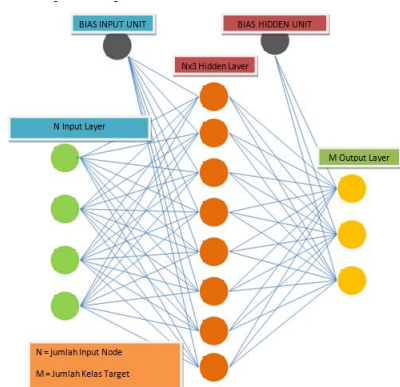 BIAS INPUT UNIT
BIAS HIDDEN UNIT
Nx3 Hidden Layer
N Input Layer
M Output Layer
N = jumlah Input Node
M = Jumlah Kelas Target